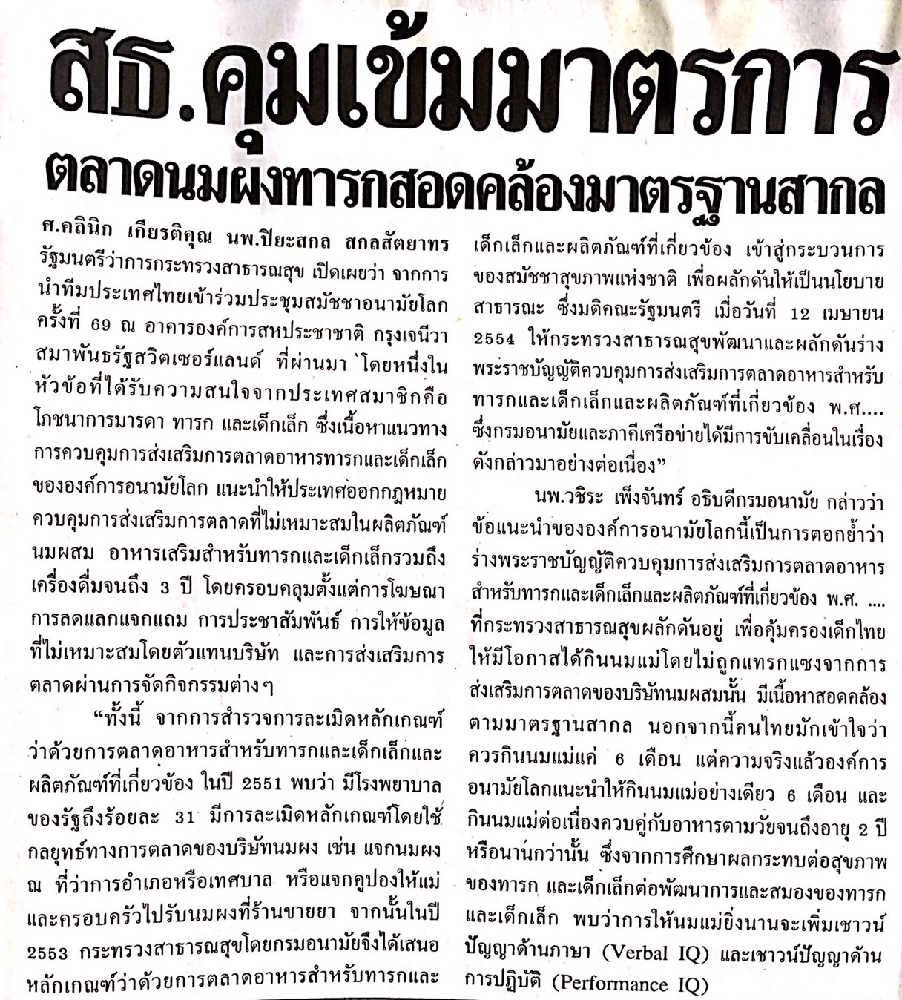 สธ.คุมเข้มมาตรการ
ตลาดนมผงทารกสอดคล้องมาตรฐานสากล
ศ.คลินิก เกียรติคุณ นพ.ปิยะสกล สกลสัตยาทร
รัฐมนตรีว่าการกระทรวงสาธารณสุข เปิดเผยว่า จากการ
นำทีมประเทศไทยเข้าร่วมประชุมสมัชชาอนามัยโลก
ครั้งที่ 69 ณ อาคารองค์การสหประชาชาติ กรุงเจนีวา
สมาพันธรัฐสวิตเซอร์แลนด์ ที่ผ่านมา โดยหนึ่งใน
หัวข้อที่ได้รับความสนใจจากประเทศสมาชิกคือ
โภชนาการมารดา ทารก และเด็กเล็ก ซึ่งเนื้อหาแนวทาง
การควบคุมการส่งเสริมการตลาดอาหารทารกและเด็กเล็ก
ขององค์การอนามัยโลก แนะนำให้ประเทศออกกฎหมาย
ควบคุมการส่งเสริมการตลาดที่ไม่เหมาะสมในผลิตภัณฑ์
นมผสม อาหารเสริมสำหรับทารกและเด็กเล็กรวมถึง
เครื่องดื่มจนถึง 3 ปี โดยครอบคลุมตั้งแต่การโฆษณา
การลดแลกแจกแถม การประชาสัมพันธ์ การให้ข้อมูล
ที่ไม่เหมาะสมโดยตัวแทนบริษัท และการส่งเสริมการ
ตลาดผ่านการจัดกิจกรรมต่างๆ
“ทั้งนี้ จากการสำรวจการละเมิดหลักเกณฑ์
ว่าด้วยการตลาดอาหารสำหรับทารกและเด็กเล็กและ
ผลิตภัณฑ์ที่เกี่ยวข้อง ในปี 2551 พบว่า มีโรงพยาบาล
ของรัฐถึงร้อยละ 31 มีการละเมิดหลักเกณฑ์โดยใช้
กลยุทธ์ทางการตลาดของบริษัทนมผง เช่น แจกนมผง
ณ ที่ว่าการอำเภอหรือเทศบาล หรือแจกคูปองให้แม่
และครอบครัวไปรับนมผงที่ร้านขายยา จากนั้นในปี
2553 กระทรวงสาธารณสุขโดยกรมอนามัยจึงได้เสนอ
หลักเกณฑ์ว่าด้วยการตลาดอาหารสำหรับทารกและ
เด็กเล็กและผลิตภัณฑ์ที่เกี่ยวข้อง เข้าสู่กระบวนการ
ของสมัชชาสุขภาพแห่งชาติ เพื่อผลักดันให้เป็นนโยบาย
สาธารณะ ซึ่งมติคณะรัฐมนตรี เมื่อวันที่ 12 เมษายน
2554 ให้กระทรวงสาธารณสุขพัฒนาและผลักดันร่าง
พระราชบัญญัติควบคุมการส่งเสริมการตลาดอาหารสำหรับ
ทารกและเด็กเล็กและผลิตภัณฑ์ที่เกี่ยวข้อง พ.ศ....
ซึ่งกรมอนามัยและภาคีเครือข่ายได้มีการขับเคลื่อนในเรื่อง
ดังกล่าวมาอย่างต่อเนื่อง”
นพ.วชิระ เพ็งจันทร์ อธิบดีกรมอนามัย กล่าวว่า
ข้อแนะนำขององค์การอนามัยโลกนี้เป็นการตอกย้ำว่า
ร่างพระราชบัญญัติควบคุมการส่งเสริมการตลาดอาหาร
สำหรับทารกและเด็กเล็กและผลิตภัณฑ์ที่เกี่ยวข้อง พ.ศ. ....
ที่กระทรวงสาธารณสุขผลักดันอยู่ เพื่อคุ้มครองเด็กไทย
ให้มีโอกาสได้กินนมแม่โดยไม่ถูกแทรกแซงจากการ
ส่งเสริมการตลาดของบริษัทนมผสมนั้น มีเนื้อหาสอดคล้อง
ตามมาตรฐานสากล นอกจากนี้คนไทยมักเข้าใจว่า
ควรกินนมแม่แค่ 6 เดือน แต่ความจริงแล้วองค์การ
อนามัยโลกแนะนำให้กินนมแม่อย่างเดียว 6 เดือน และ
กินนมแม่ต่อเนื่องควบคู่กับอาหารตามวัยจนถึงอายุ 2 ปี
หรือนานกว่านั้น ซึ่งจากการศึกษาผลกระทบต่อสุขภาพ
ของทารก และเด็กเล็กต่อพัฒนาการและสมองของทารก
และเด็กเล็ก พบว่าการให้นมแม่ยิ่งนานจะเพิ่มเชาวน์
ปัญญาด้านภาษา (Verbal IQ) และเชาวน์ปัญญาด้าน
การปฏิบัติ (Performance IQ)